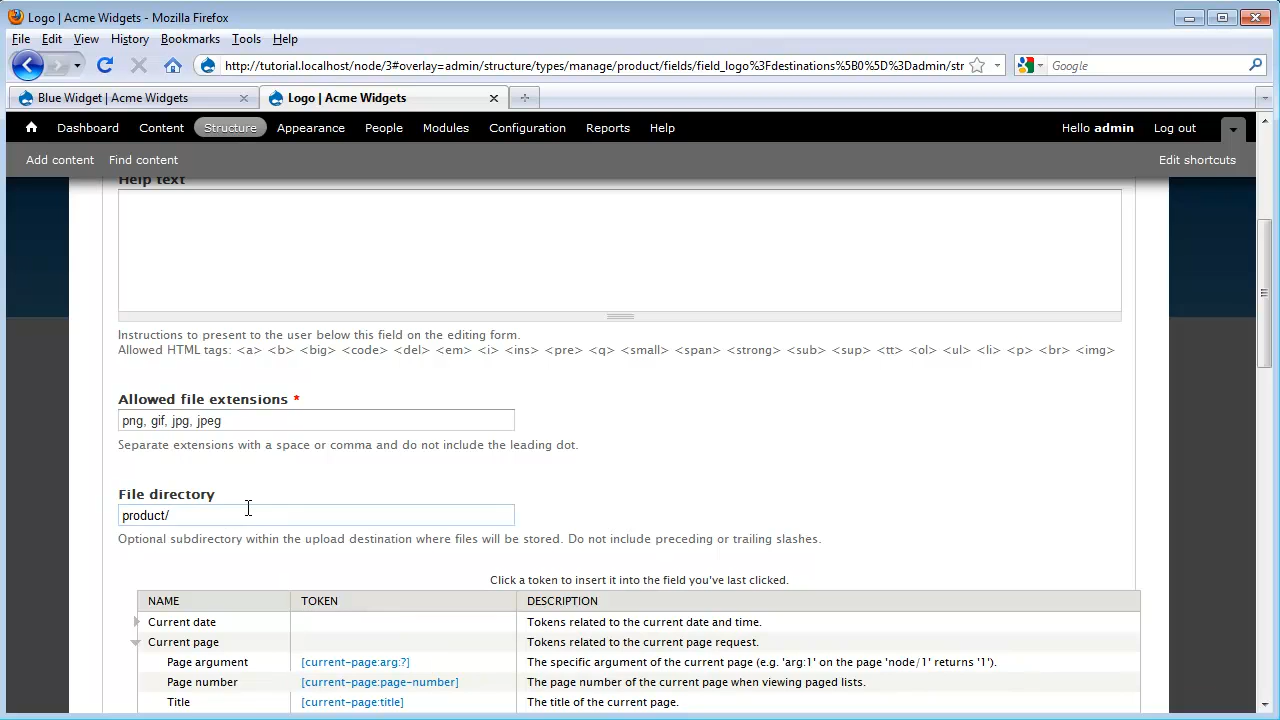 Logo | Acme Widgets - Mozilla Firefox
File Edit View History Bookmarks Tools Help
http://tutorial.localhost/node/3#overlay=admin/structure/types/manage/product/fields/field_logo%3Fdestinations%5B0%5D%3Dadmin/str
Google
Blue Widget | Acme Widgets
Logo | Acme Widgets
Dashboard Content Structure Appearance People Modules Configuration Reports Help Hello admin Log out
Add content Find content Edit shortcuts
Help text
Instructions to present to the user below this field on the editing form.
Allowed HTML tags: <a> <b> <big> <code> <del> <em> <i> <ins> <pre> <q> <small> <span> <strong> <sub> <sup> <tt> <ol> <ul> <li> <p> <br> <img>
Allowed file extensions *
png, gif, jpg, jpeg
Separate extensions with a space or comma and do not include the leading dot.
File directory
product/
Optional subdirectory within the upload destination where files will be stored. Do not include preceding or trailing slashes.
Click a token to insert it into the field you've last clicked.
NAME TOKEN DESCRIPTION
Current date Tokens related to the current date and time.
Current page Tokens related to the current page request.
Page argument [current-page:arg:?] The specific argument of the current page (e.g. 'arg:1' on the page 'node/1' returns '1').
Page number [current-page:page-number] The page number of the current page when viewing paged lists.
Title [current-page:title] The title of the current page.